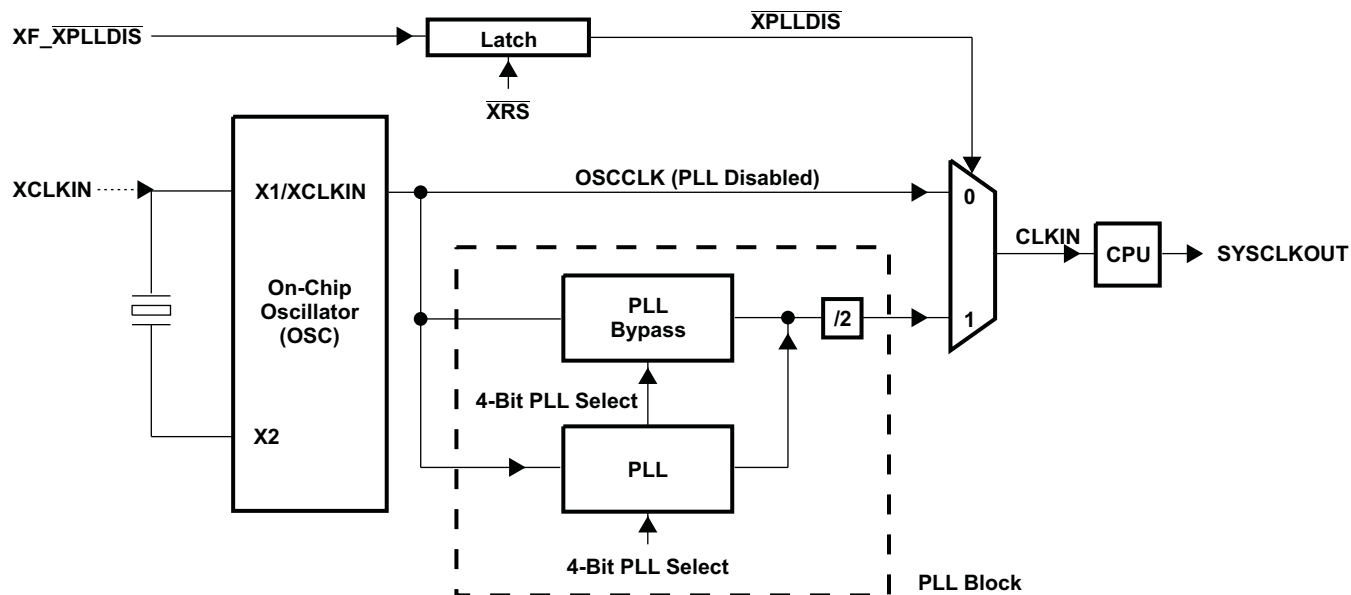 XF_XPLLDIS
Latch
XPLLDIS
XRS
XCLKIN
X1/XCLKIN
On-Chip
Oscillator
(OSC)
X2
OSCCLK (PLL Disabled)
PLL
Bypass
/2
4-Bit PLL Select
PLL
4-Bit PLL Select
PLL Block
0
1
CLKIN
CPU
SYSCLKOUT